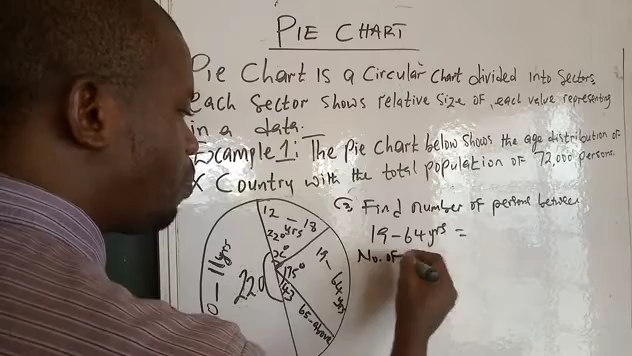 PIE CHART
Pie Chart Is a Circular Chart divided Into Sectors,
Each Sector Shows relative Size of, each value representing
in a data.
Example 1: The Pie Chart below shows the age distribution of
X Country with the total population of 72,000 persons.
Find number of persons between
19-64yrs =
No. of
12 - 18
yrs
x°
0-11yrs
220
75°
19-64 yrs
65-above